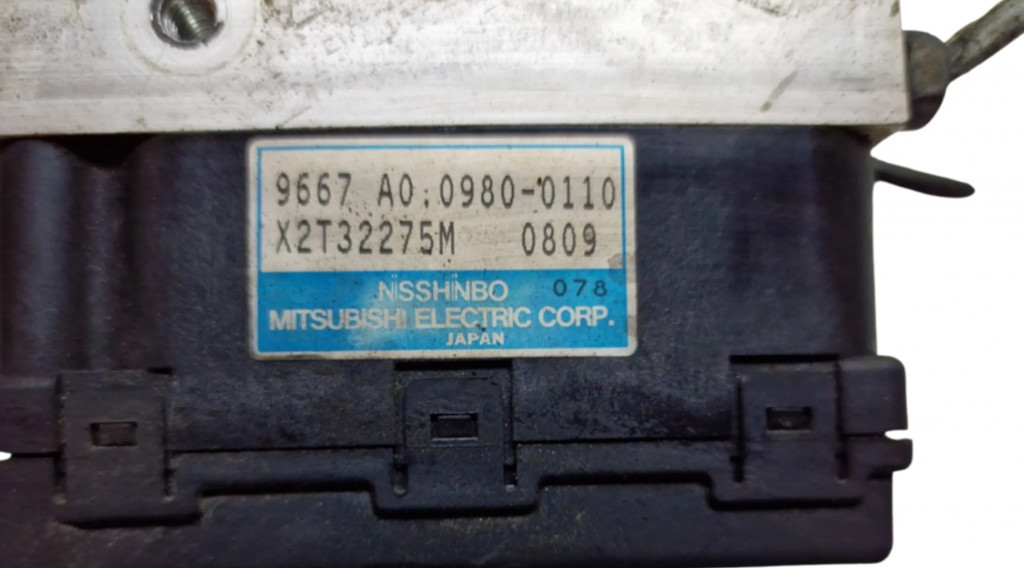 9667 A0:0980-0110
X2T32275M 0809
NISSHINBO 078
MITSUBISHI ELECTRIC CORP.
JAPAN